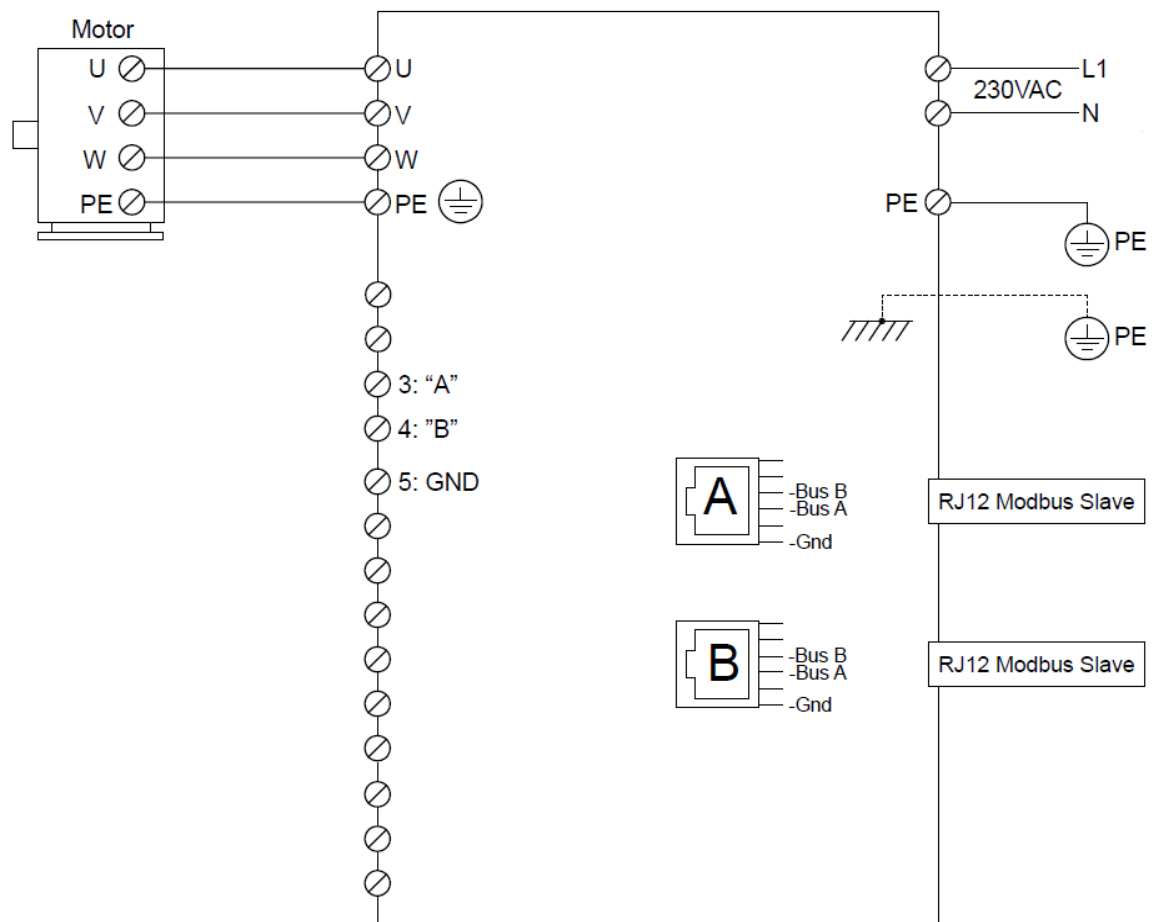 Motor
U
U
L1
230VAC
V
V
N
W
W
PE
PE
PE
PE
PE
3: “A”
4: ”B”
5: GND
A
-Bus B
-Bus A
-Gnd
RJ12 Modbus Slave
B
-Bus B
-Bus A
-Gnd
RJ12 Modbus Slave